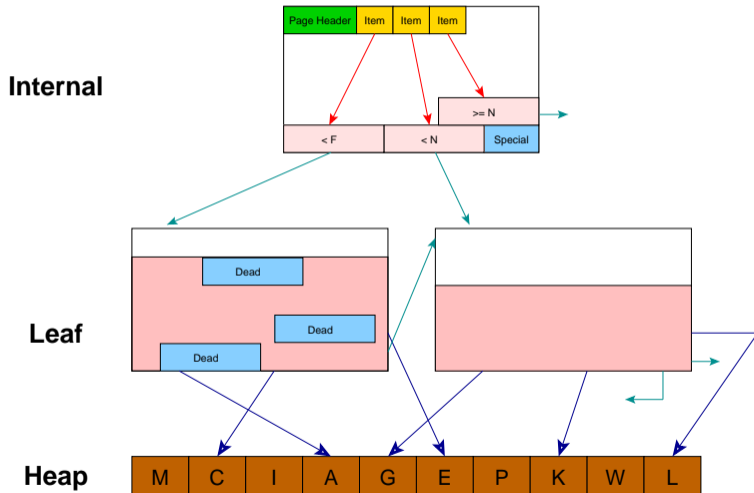 Page Header Item Item Item
Internal
>= N
< F < N Special
Dead
Dead
Leaf
Dead
Heap M C I A G E P K W L